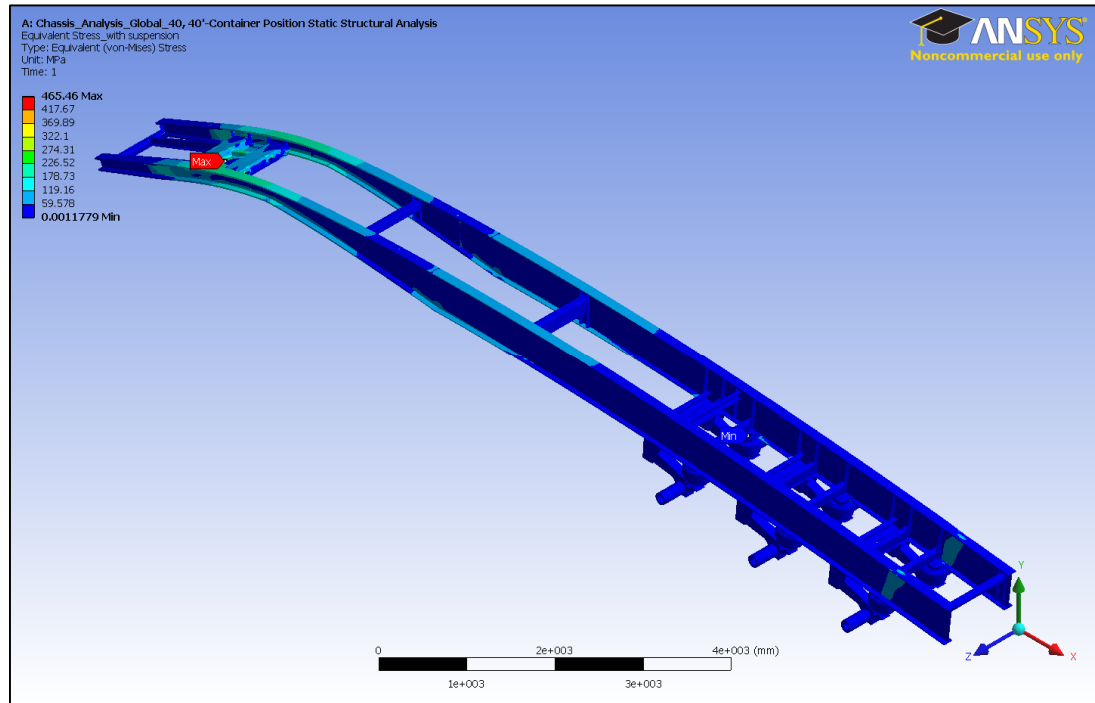 A: Chassis_Analysis_Global_40, 40'-Container Position Static Structural Analysis
Equivalent Stress_with suspension
Type: Equivalent (von-Mises) Stress
Unit: MPa
Time: 1
465.46 Max
417.67
369.89
322.1
274.31
226.52
178.73
119.16
59.578
0.0011779 Min
ANSYS
Noncommercial use only
Max
Min
Y
Z
X
0
2e+003
4e+003 (mm)
1e+003
3e+003